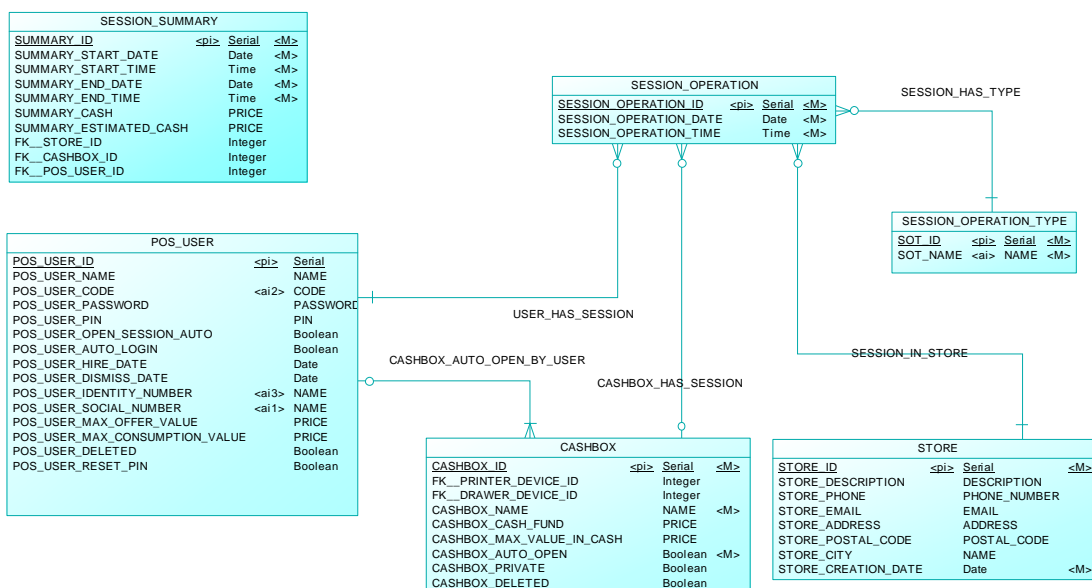 SESSION_SUMMARY
SUMMARY_ID <pi> Serial <M>
SUMMARY_START_DATE Date <M>
SUMMARY_START_TIME Time <M>
SUMMARY_END_DATE Date <M>
SUMMARY_END_TIME Time <M>
SUMMARY_CASH PRICE
SUMMARY_ESTIMATED_CASH PRICE
FK__STORE_ID Integer
FK__CASHBOX_ID Integer
FK__POS_USER_ID Integer
SESSION_OPERATION
SESSION_OPERATION_ID <pi> Serial <M>
SESSION_OPERATION_DATE Date <M>
SESSION_OPERATION_TIME Time <M>
SESSION_HAS_TYPE
SESSION_OPERATION_TYPE
SOT_ID <pi> Serial <M>
SOT_NAME <ai> NAME <M>
POS_USER
POS_USER_ID <pi> Serial
POS_USER_NAME NAME
POS_USER_CODE <ai2> CODE
POS_USER_PASSWORD PASSWORD
POS_USER_PIN PIN
POS_USER_OPEN_SESSION_AUTO Boolean
POS_USER_AUTO_LOGIN Boolean
POS_USER_HIRE_DATE Date
POS_USER_DISMISS_DATE Date
POS_USER_IDENTITY_NUMBER <ai3> NAME
POS_USER_SOCIAL_NUMBER <ai1> NAME
POS_USER_MAX_OFFER_VALUE PRICE
POS_USER_MAX_CONSUMPTION_VALUE PRICE
POS_USER_DELETED Boolean
POS_USER_RESET_PIN Boolean
USER_HAS_SESSION
CASHBOX_AUTO_OPEN_BY_USER
CASHBOX_HAS_SESSION
SESSION_IN_STORE
CASHBOX
CASHBOX_ID <pi> Serial <M>
FK__PRINTER_DEVICE_ID Integer
FK__DRAWER_DEVICE_ID Integer
CASHBOX_NAME NAME <M>
CASHBOX_CASH_FUND PRICE
CASHBOX_MAX_VALUE_IN_CASH PRICE
CASHBOX_AUTO_OPEN Boolean <M>
CASHBOX_PRIVATE Boolean
CASHBOX_DELETED Boolean
STORE
STORE_ID <pi> Serial <M>
STORE_DESCRIPTION DESCRIPTION
STORE_PHONE PHONE_NUMBER
STORE_EMAIL EMAIL
STORE_ADDRESS ADDRESS
STORE_POSTAL_CODE POSTAL_CODE
STORE_CITY NAME
STORE_CREATION_DATE Date <M>